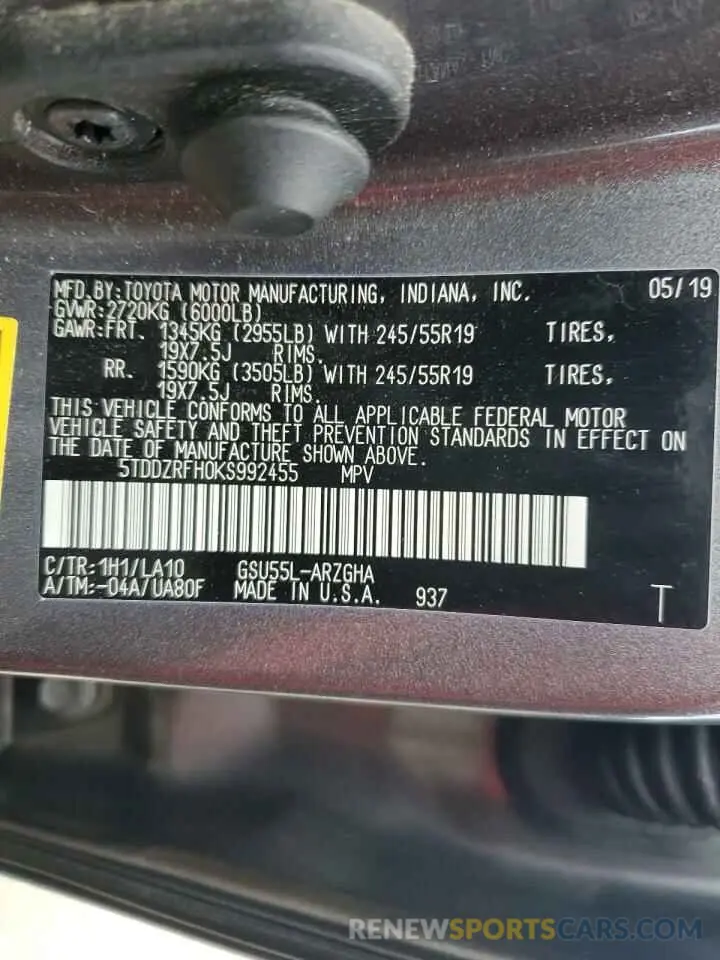 MFD.BY:TOYOTA MOTOR MANUFACTURING, INDIANA, INC. 05/19
GVWR:2720KG (6000LB)
GAWR:FRT. 1345KG (2955LB) WITH 245/55R19 TIRES,
19X7.5J RIMS.
RR. 1590KG (3505LB) WITH 245/55R19 TIRES,
19X7.5J RIMS.
THIS VEHICLE CONFORMS TO ALL APPLICABLE FEDERAL MOTOR
VEHICLE SAFETY AND THEFT PREVENTION STANDARDS IN EFFECT ON
THE DATE OF MANUFACTURE SHOWN ABOVE.
5TDDZRFH0KS992455 MPV
C/TR:1H1/LA10 GSU55L-ARZGHA
A/TM:-04A/UA80F MADE IN U.S.A. 937 T
RENEWSPORTSCARS.COM